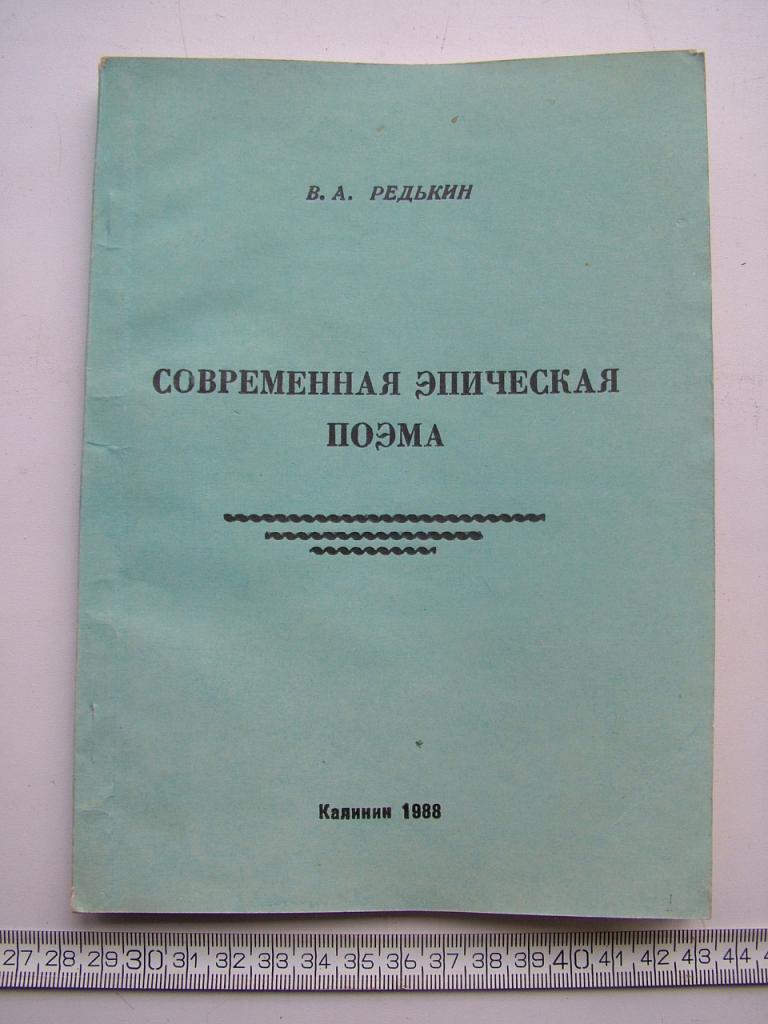 В. А. РЕДЬКИН
СОВРЕМЕННАЯ ЭПИЧЕСКАЯ
ПОЭМА
Калинин 1988
27 28 29 30 31 32 33 34 35 36 37 38 39 40 41 42 43 44 4